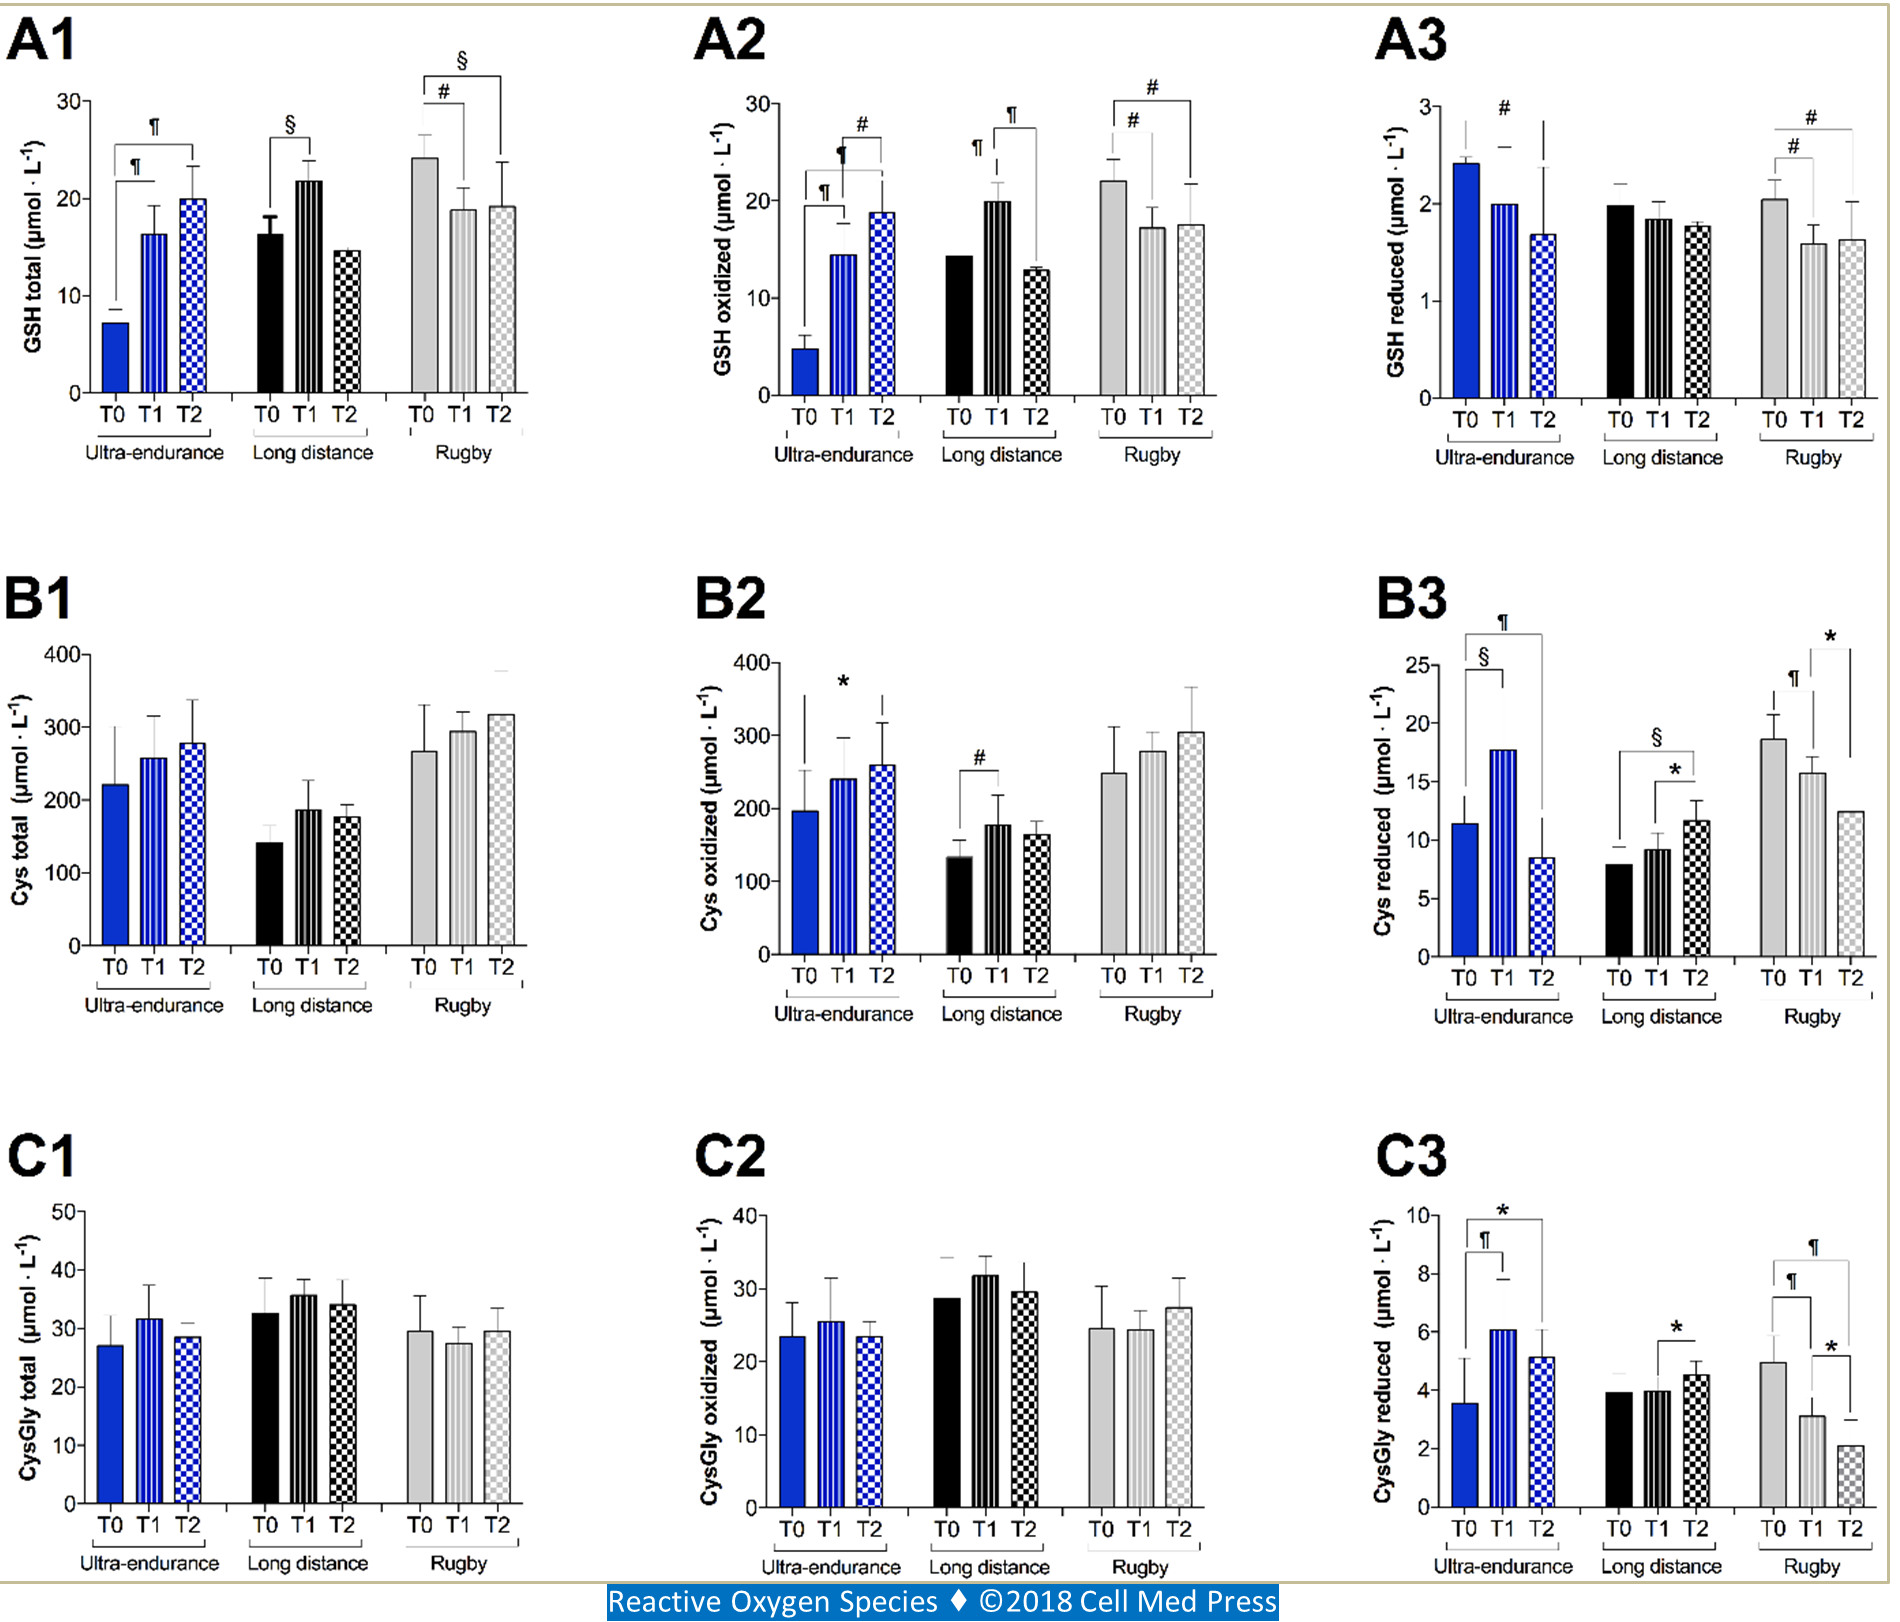 A1
GSH total (µmol · L-1)
30
20
10
0
¶
¶
§
§
#
T0 T1 T2 T0 T1 T2 T0 T1 T2
Ultra-endurance Long distance Rugby
A2
GSH oxidized (µmol · L-1)
30
20
10
0
#
¶
¶
¶
¶
#
#
T0 T1 T2 T0 T1 T2 T0 T1 T2
Ultra-endurance Long distance Rugby
A3
GSH reduced (µmol · L-1)
3
2
1
0
#
#
#
T0 T1 T2 T0 T1 T2 T0 T1 T2
Ultra-endurance Long distance Rugby
B1
Cys total (µmol · L-1)
400
300
200
100
0
T0 T1 T2 T0 T1 T2 T0 T1 T2
Ultra-endurance Long distance Rugby
B2
Cys oxidized (µmol · L-1)
400
300
200
100
0
*
#
T0 T1 T2 T0 T1 T2 T0 T1 T2
Ultra-endurance Long distance Rugby
B3
Cys reduced (µmol · L-1)
25
20
15
10
5
0
¶
§
§
*
*
¶
T0 T1 T2 T0 T1 T2 T0 T1 T2
Ultra-endurance Long distance Rugby
C1
CysGly total (µmol · L-1)
50
40
30
20
10
0
T0 T1 T2 T0 T1 T2 T0 T1 T2
Ultra-endurance Long distance Rugby
C2
CysGly oxidized (µmol · L-1)
40
30
20
10
0
T0 T1 T2 T0 T1 T2 T0 T1 T2
Ultra-endurance Long distance Rugby
C3
CysGly reduced (µmol · L-1)
10
8
6
4
2
0
*
¶
*
¶
¶
*
T0 T1 T2 T0 T1 T2 T0 T1 T2
Ultra-endurance Long distance Rugby
Reactive Oxygen Species ♦ ©2018 Cell Med Press